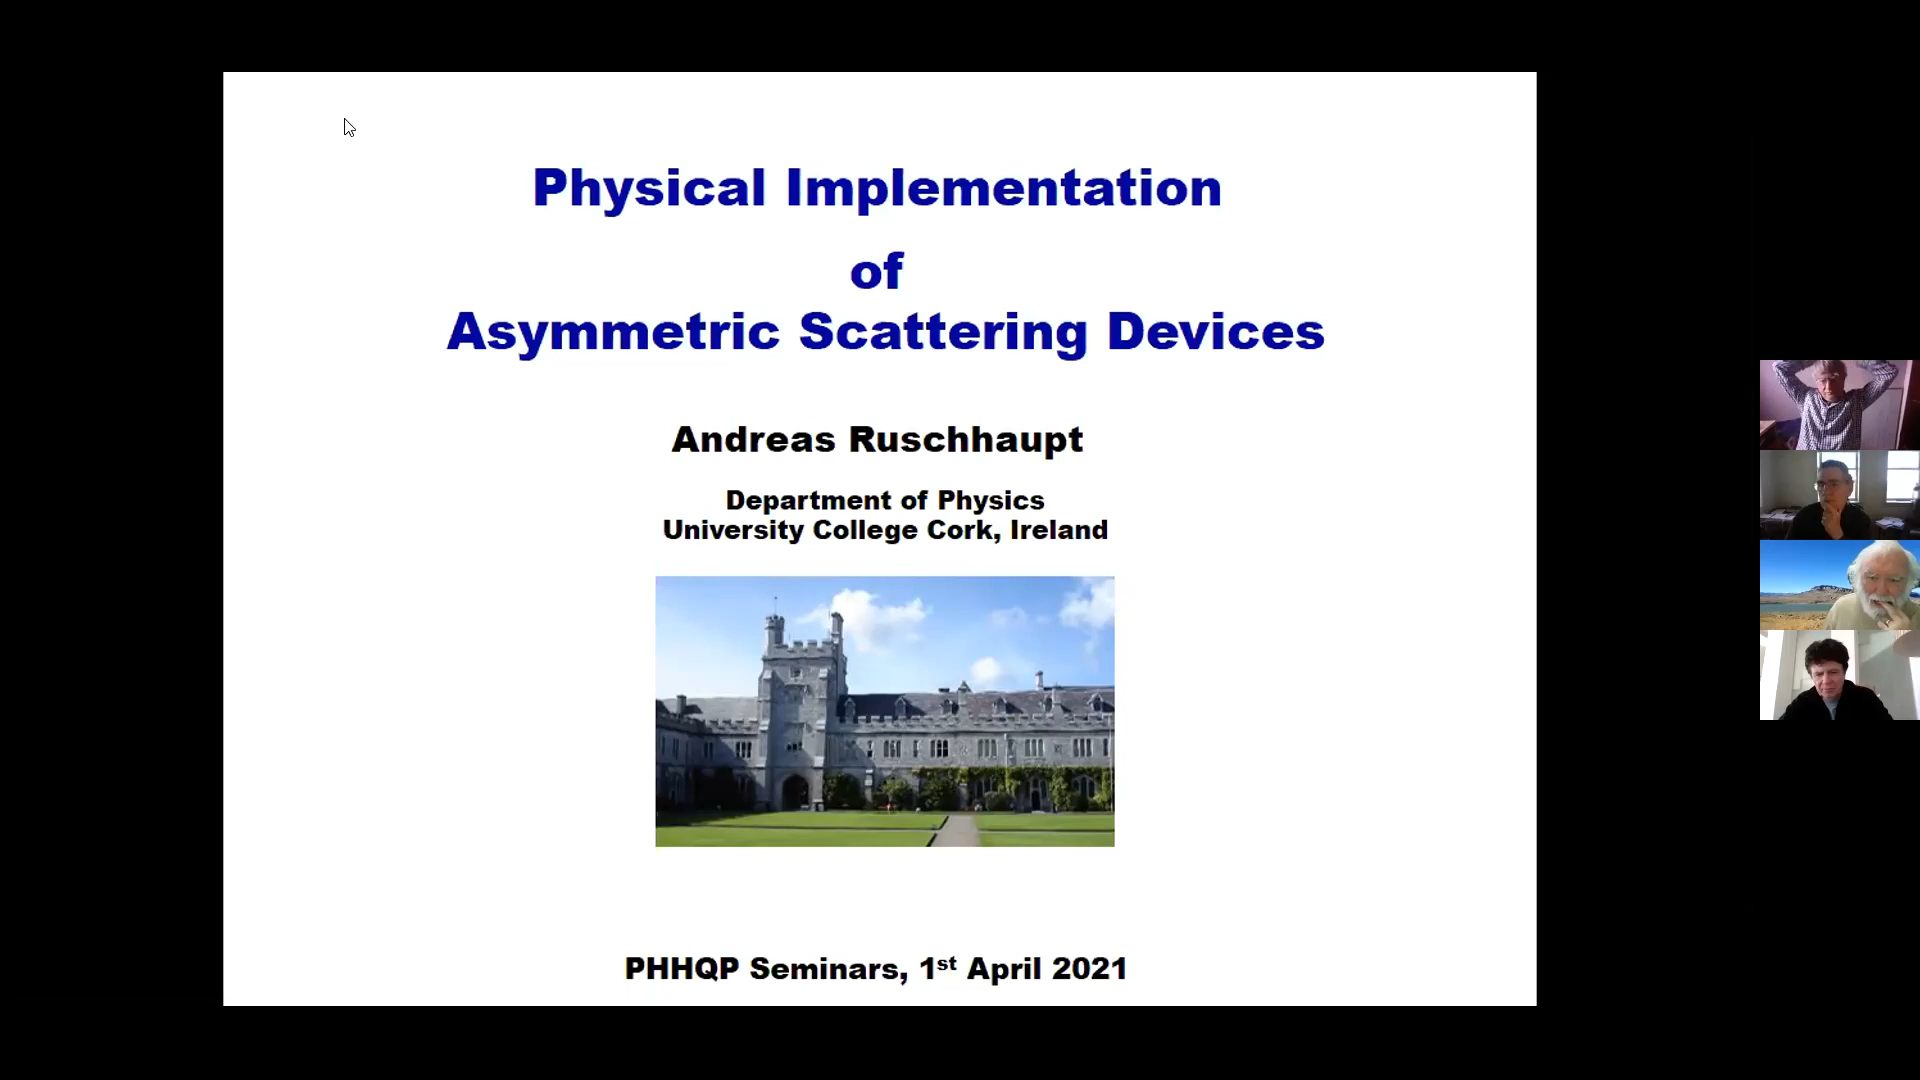 Physical Implementation
of
Asymmetric Scattering Devices
Andreas Ruschhaupt
Department of Physics
University College Cork, Ireland
PHHQP Seminars, 1st April 2021